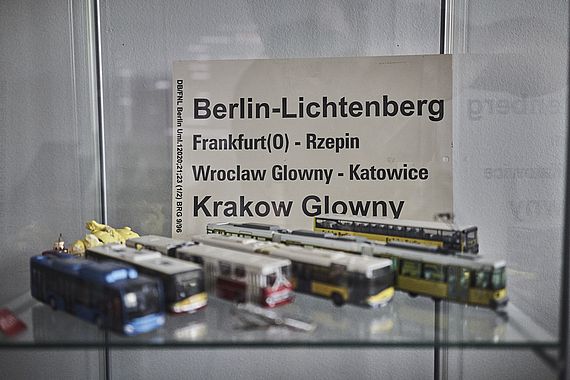 Berlin-Lichtenberg
Frankfurt(O) - Rzepin
Wroclaw Glowny - Katowice
Krakow Glowny